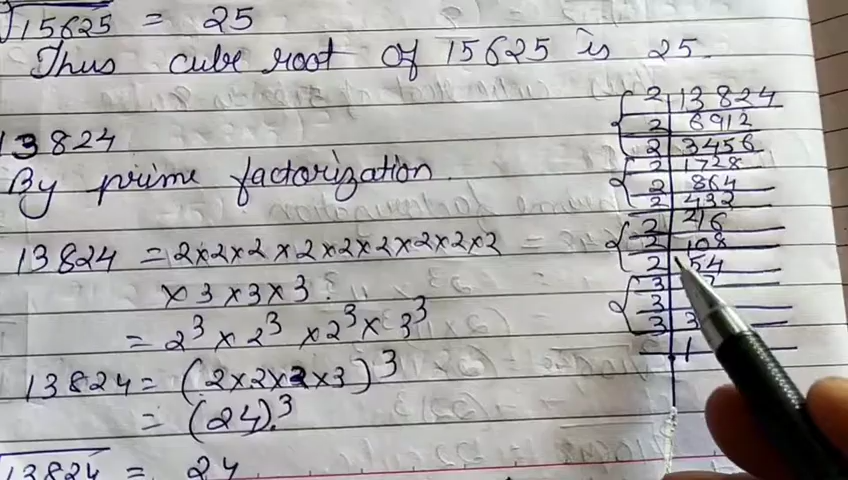 ∛15625 = 25
Thus cube root of 15625 is 25.
13824
By prime factorization.
13824 = 2×2×2×2×2×2×2×2×2
×3×3×3.
= 2³×2³×2³×3³
13824 = (2×2×2×3)³
= (24)³
∛13824 = 24
2 | 13824
2 | 6912
2 | 3456
2 | 1728
2 | 864
2 | 432
2 | 216
2 | 108
2 | 54
3
3
3 | 3
1